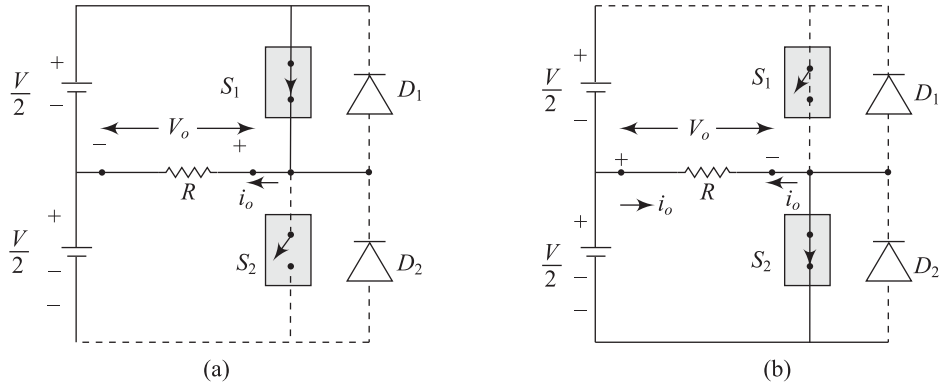 +
V/2
−
S₁
D₁
Vₒ
−
+
R
iₒ
+
V/2
−
−
S₂
D₂
(a)
+
V/2
−
S₁
D₁
Vₒ
+
−
iₒ
R
iₒ
+
V/2
−
−
S₂
D₂
(b)